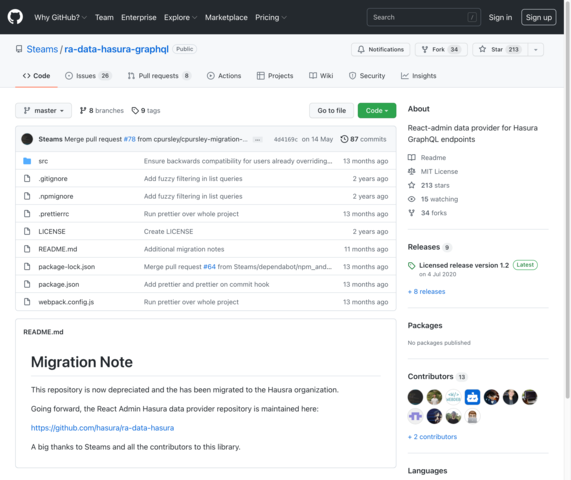 Why GitHub? Team Enterprise Explore Marketplace Pricing Search / Sign in Sign up
Steams / ra-data-hasura-graphql Public
Notifications Fork 34 Star 213
Code Issues 26 Pull requests 8 Actions Projects Wiki Security Insights
master 8 branches 9 tags Go to file Code
Steams Merge pull request #78 from cpursley/cpursley-migration-... 4d4169c on 14 May 87 commits
src Ensure backwards compatibility for users already overriding... 13 months ago
.gitignore Add fuzzy filtering in list queries 2 years ago
.npmignore Add fuzzy filtering in list queries 2 years ago
.prettierrc Run prettier over whole project 13 months ago
LICENSE Create LICENSE 2 years ago
README.md Additional migration notes 11 months ago
package-lock.json Merge pull request #64 from Steams/dependabot/npm_and... 13 months ago
package.json Add prettier and prettier on commit hook 13 months ago
webpack.config.js Run prettier over whole project 13 months ago
README.md
Migration Note
This repository is now depreciated and the has been migrated to the Hausra organization.
Going forward, the React Admin Hasura data provider repository is maintained here:
https://github.com/hasura/ra-data-hasura
A big thanks to Steams and all the contributors to this library.
About
React-admin data provider for Hasura
GraphQL endpoints
Readme
MIT License
213 stars
15 watching
34 forks
Releases 9
Licensed release version 1.2 Latest
on 4 Jul 2020
+ 8 releases
Packages
No packages published
Contributors 13
+ 2 contributors
Languages